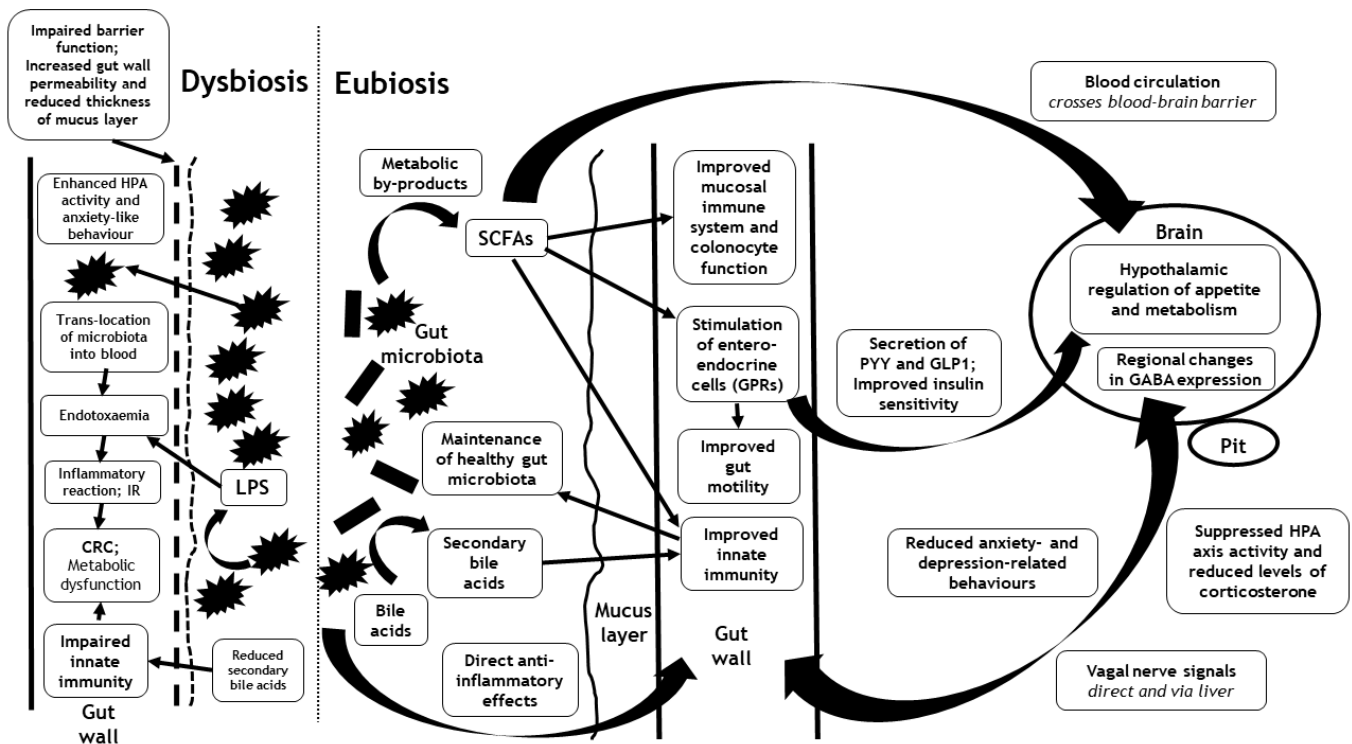 Impaired barrier
function;
Increased gut wall
permeability and
reduced thickness
of mucus layer
Dysbiosis
Enhanced HPA
activity and
anxiety-like
behaviour
Trans-location
of microbiota
into blood
Endotoxaemia
Inflammatory
reaction; IR
LPS
CRC;
Metabolic
dysfunction
Impaired
innate
immunity
Reduced
secondary
bile acids
Gut
wall
Eubiosis
Metabolic
by-products
SCFAs
Gut
microbiota
Maintenance
of healthy gut
microbiota
Secondary
bile
acids
Bile
acids
Direct anti-
inflammatory
effects
Mucus
layer
Improved
mucosal
immune
system and
colonocyte
function
Stimulation
of entero-
endocrine
cells (GPRs)
Improved
gut
motility
Improved
innate
immunity
Gut
wall
Blood circulation
crosses blood-brain barrier
Brain
Hypothalamic
regulation of appetite
and metabolism
Regional changes
in GABA expression
Pit
Secretion of
PYY and GLP1;
Improved insulin
sensitivity
Reduced anxiety- and
depression-related
behaviours
Suppressed HPA
axis activity and
reduced levels of
corticosterone
Vagal nerve signals
direct and via liver